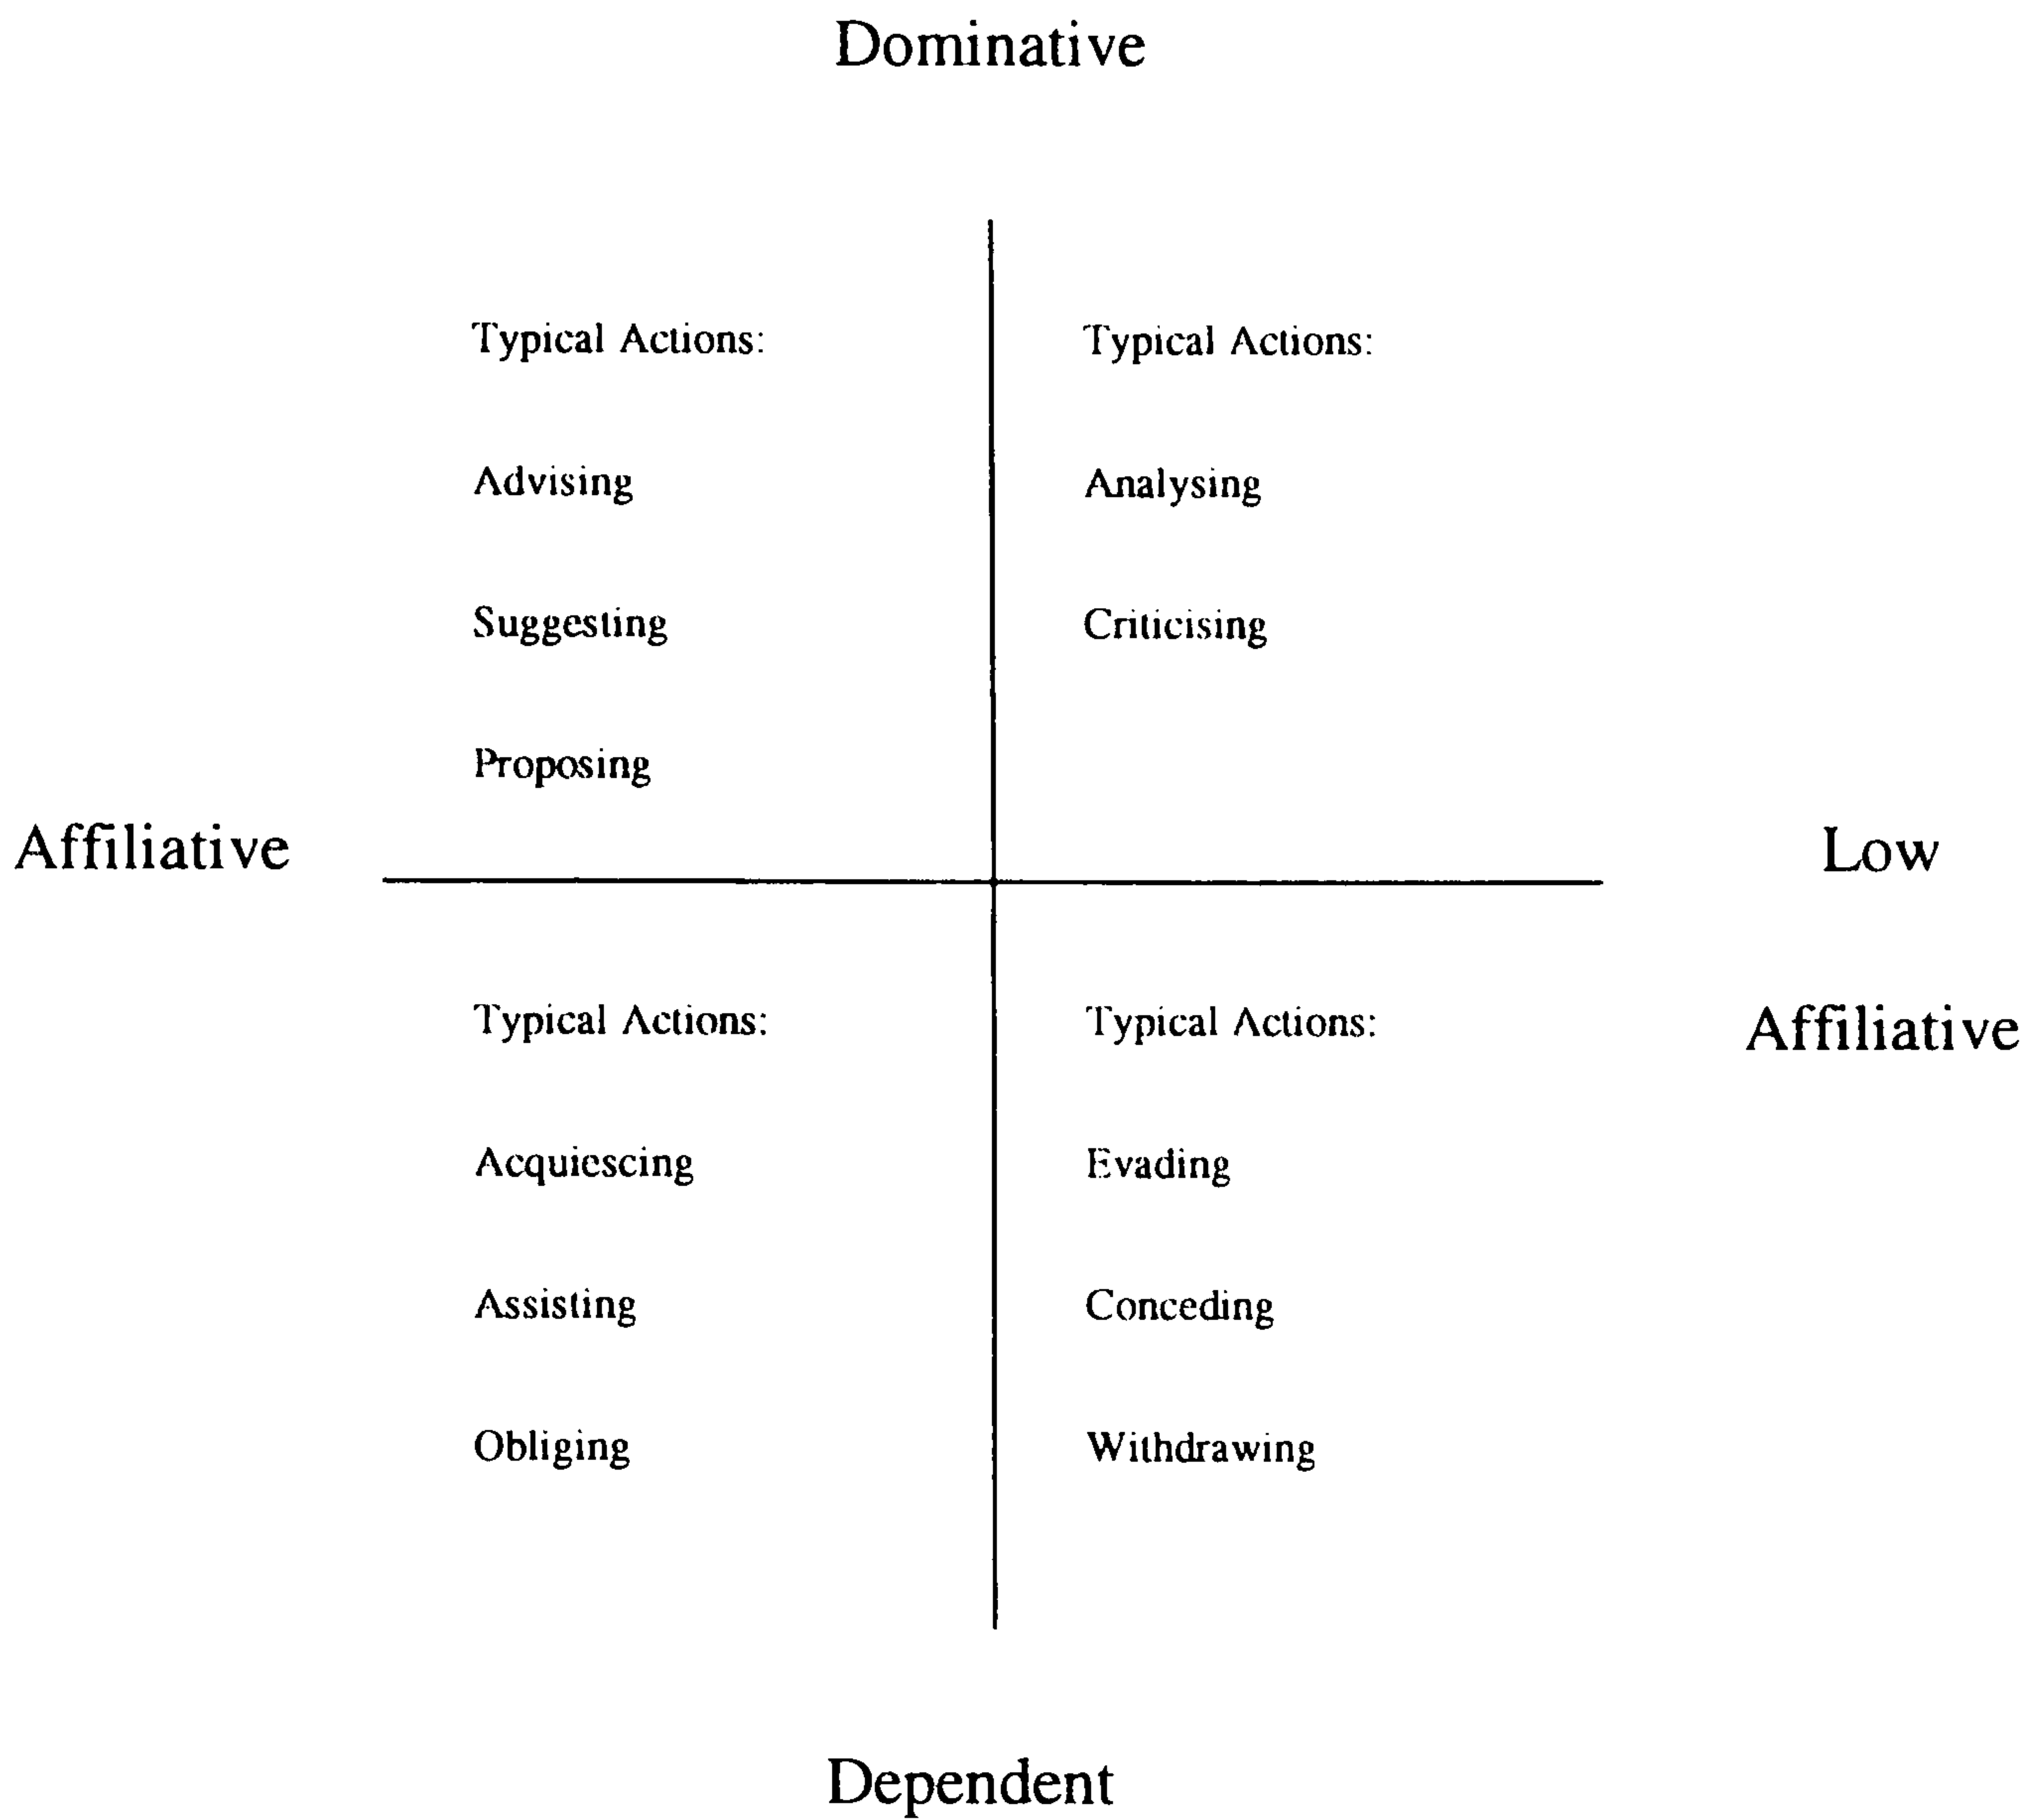 Dominative
Typical Actions:
Typical Actions:
Advising
Analysing
Suggesting
Criticising
Proposing
Affiliative
Low
Affiliative
Typical Actions:
Typical Actions:
Acquiescing
Evading
Assisting
Conceding
Obliging
Withdrawing
Dependent